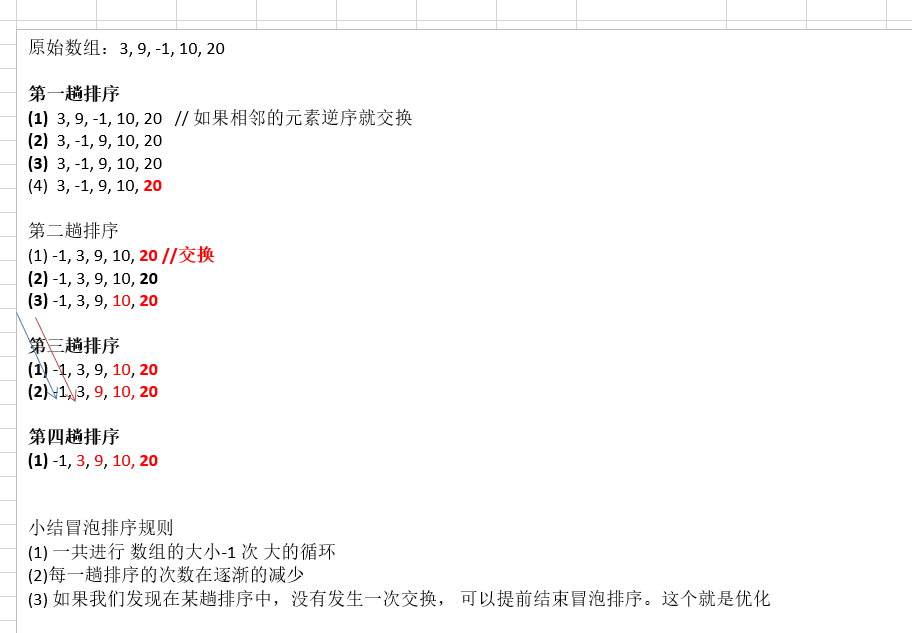 原始数组：3, 9, -1, 10, 20
第一趟排序
(1) 3, 9, -1, 10, 20 // 如果相邻的元素逆序就交换
(2) 3, -1, 9, 10, 20
(3) 3, -1, 9, 10, 20
(4) 3, -1, 9, 10, 20
第二趟排序
(1) -1, 3, 9, 10, 20 //交换
(2) -1, 3, 9, 10, 20
(3) -1, 3, 9, 10, 20
第三趟排序
(1) -1, 3, 9, 10, 20
(2) -1, 3, 9, 10, 20
第四趟排序
(1) -1, 3, 9, 10, 20
小结冒泡排序规则
(1) 一共进行 数组的大小-1 次 大的循环
(2)每一趟排序的次数在逐渐的减少
(3) 如果我们发现在某趟排序中，没有发生一次交换， 可以提前结束冒泡排序。这个就是优化